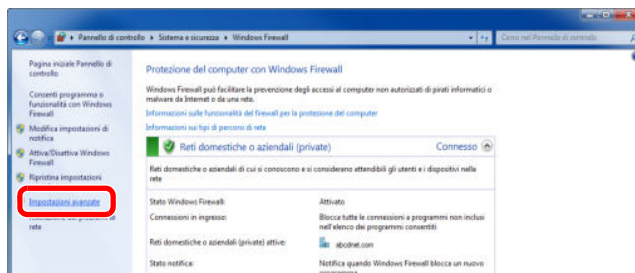 Pannello di controllo ▸ Sistema e sicurezza ▸ Windows Firewall
Cerca nel Pannello di controllo
Pagina iniziale Pannello di
controllo
Consenti programma o
funzionalità con Windows
Firewall
Modifica impostazioni di
notifica
Attiva/Disattiva Windows
Firewall
Ripristina impostazioni
Impostazioni avanzate
rete
Protezione del computer con Windows Firewall
Windows Firewall può facilitare la prevenzione degli accessi al computer non autorizzati di pirati informatici o
malware da Internet o da una rete.
Informazioni sulle funzionalità del firewall per la protezione del computer
Informazioni sui tipi di percorsi di rete
Reti domestiche o aziendali (private) Connesso
Reti domestiche o aziendali di cui si conoscono e si considerano attendibili gli utenti e i dispositivi nella
rete
Stato Windows Firewall: Attivato
Connessioni in ingresso: Blocca tutte le connessioni a programmi non inclusi
nell'elenco dei programmi consentiti
Reti domestiche o aziendali (private) attive: abcdnet.com
Stato notifica: Notifica quando Windows Firewall blocca un nuovo
programma